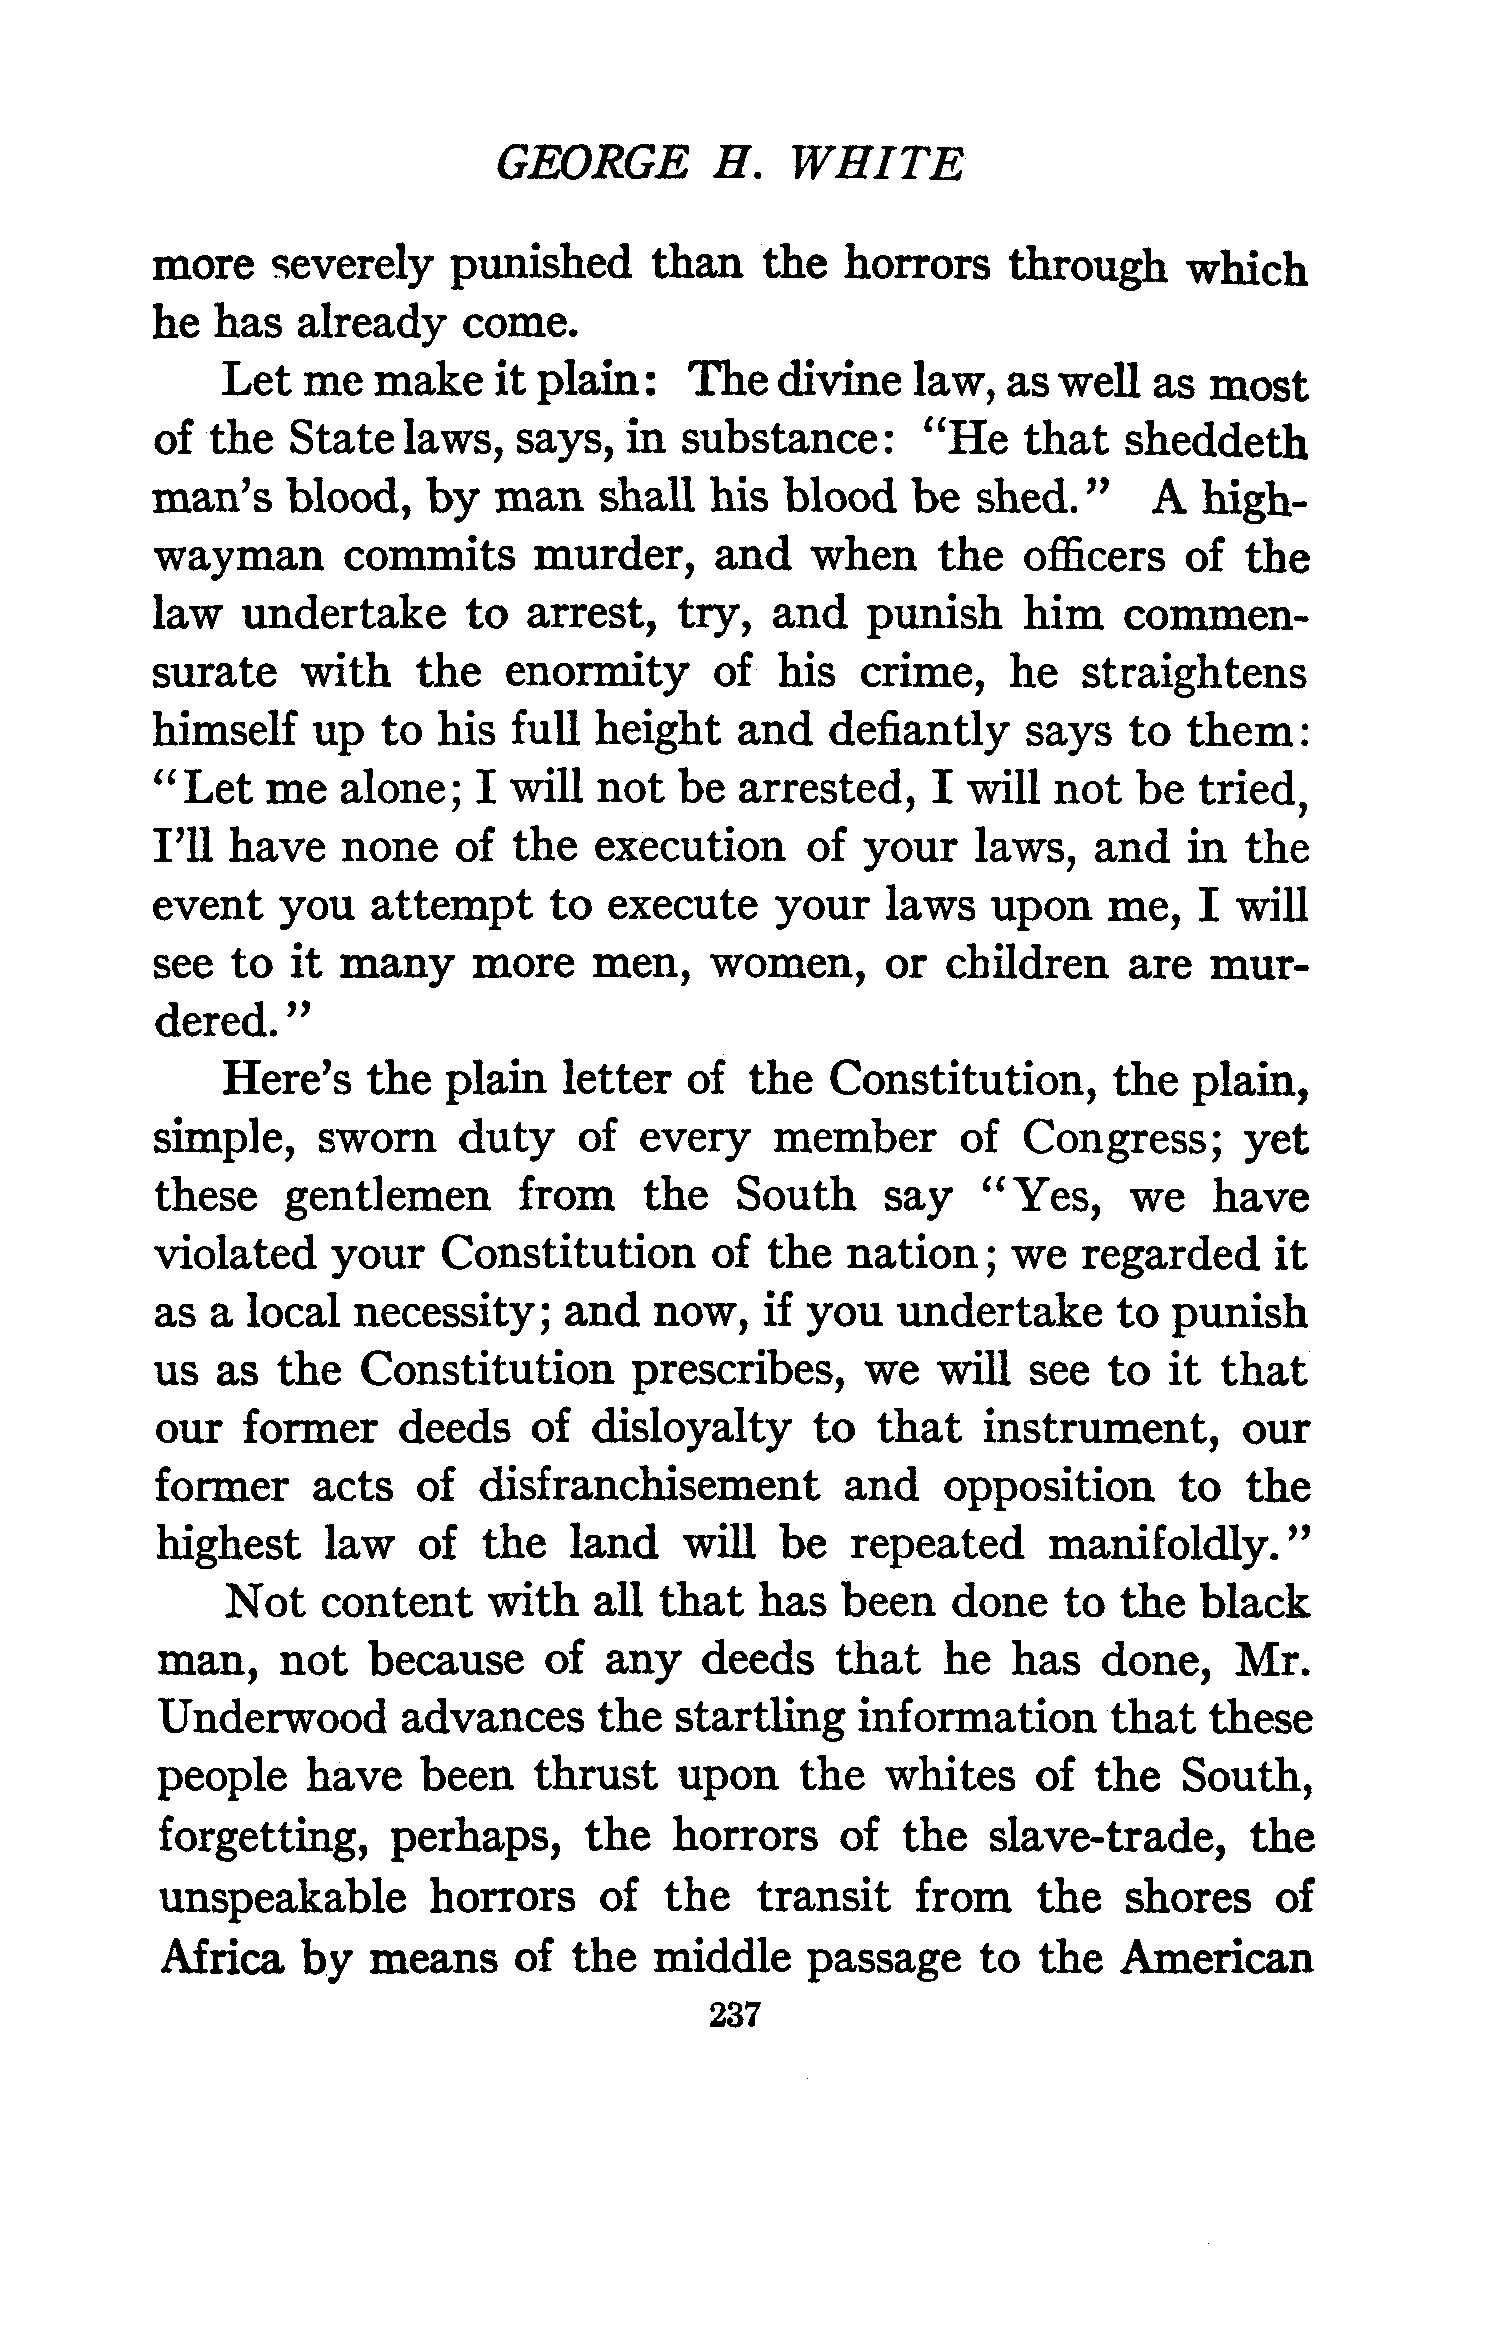 GEORGE H. WHITE
more severely punished than the horrors through which
he has already come.
Let me make it plain: The divine law, as well as most
of the State laws, says, in substance: "He that sheddeth
man's blood, by man shall his blood be shed." A high-
wayman commits murder, and when the officers of the
law undertake to arrest, try, and punish him commen-
surate with the enormity of his crime, he straightens
himself up to his full height and defiantly says to them:
"Let me alone; I will not be arrested, I will not be tried,
I'll have none of the execution of your laws, and in the
event you attempt to execute your laws upon me, I will
see to it many more men, women, or children are mur-
dered."
Here's the plain letter of the Constitution, the plain,
simple, sworn duty of every member of Congress; yet
these gentlemen from the South say "Yes, we have
violated your Constitution of the nation; we regarded it
as a local necessity; and now, if you undertake to punish
us as the Constitution prescribes, we will see to it that
our former deeds of disloyalty to that instrument, our
former acts of disfranchisement and opposition to the
highest law of the land will be repeated manifoldly."
Not content with all that has been done to the black
man, not because of any deeds that he has done, Mr.
Underwood advances the startling information that these
people have been thrust upon the whites of the South,
forgetting, perhaps, the horrors of the slave-trade, the
unspeakable horrors of the transit from the shores of
Africa by means of the middle passage to the American
237